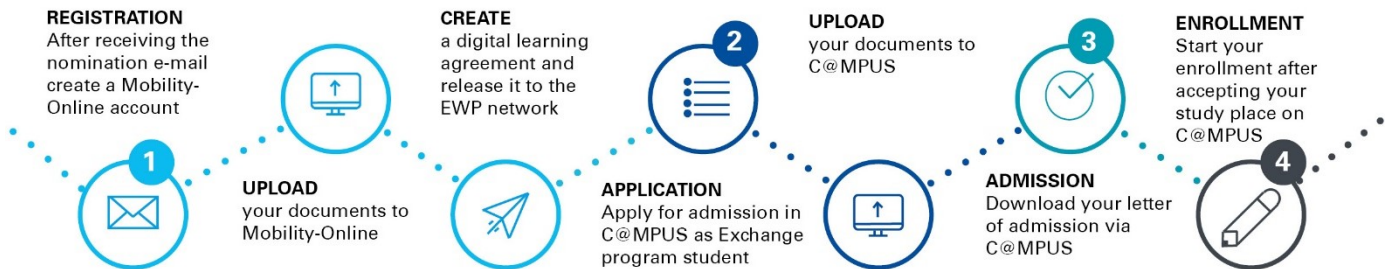 REGISTRATION
After receiving the
nomination e-mail
create a Mobility-
Online account
1
UPLOAD
your documents to
Mobility-Online
CREATE
a digital learning
agreement and
release it to the
EWP network
2
APPLICATION
Apply for admission in
C@MPUS as Exchange
program student
UPLOAD
your documents to
C@MPUS
3
ADMISSION
Download your letter
of admission via
C@MPUS
ENROLLMENT
Start your
enrollment after
accepting your
study place on
C@MPUS
4